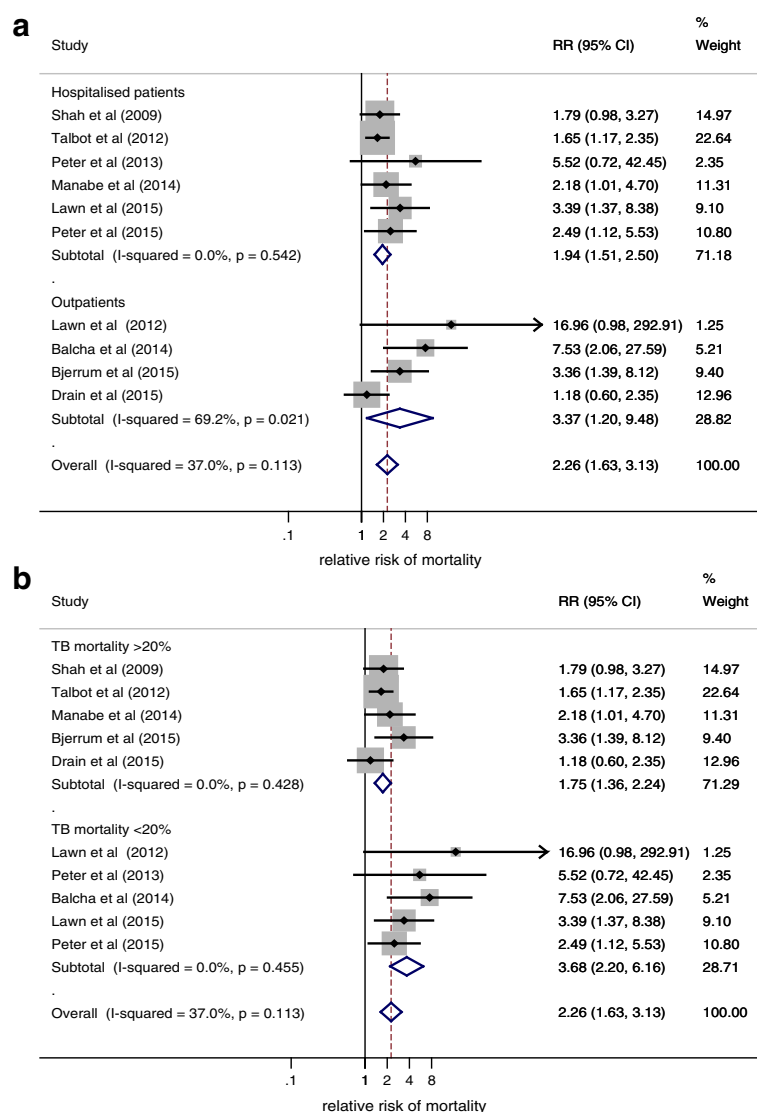 a
%
Study RR (95% CI) Weight
Hospitalised patients
Shah et al (2009) 1.79 (0.98, 3.27) 14.97
Talbot et al (2012) 1.65 (1.17, 2.35) 22.64
Peter et al (2013) 5.52 (0.72, 42.45) 2.35
Manabe et al (2014) 2.18 (1.01, 4.70) 11.31
Lawn et al (2015) 3.39 (1.37, 8.38) 9.10
Peter et al (2015) 2.49 (1.12, 5.53) 10.80
Subtotal (I-squared = 0.0%, p = 0.542) 1.94 (1.51, 2.50) 71.18
.
Outpatients
Lawn et al (2012) 16.96 (0.98, 292.91) 1.25
Balcha et al (2014) 7.53 (2.06, 27.59) 5.21
Bjerrum et al (2015) 3.36 (1.39, 8.12) 9.40
Drain et al (2015) 1.18 (0.60, 2.35) 12.96
Subtotal (I-squared = 69.2%, p = 0.021) 3.37 (1.20, 9.48) 28.82
.
Overall (I-squared = 37.0%, p = 0.113) 2.26 (1.63, 3.13) 100.00
.1 1 2 4 8
relative risk of mortality
b
%
Study RR (95% CI) Weight
TB mortality >20%
Shah et al (2009) 1.79 (0.98, 3.27) 14.97
Talbot et al (2012) 1.65 (1.17, 2.35) 22.64
Manabe et al (2014) 2.18 (1.01, 4.70) 11.31
Bjerrum et al (2015) 3.36 (1.39, 8.12) 9.40
Drain et al (2015) 1.18 (0.60, 2.35) 12.96
Subtotal (I-squared = 0.0%, p = 0.428) 1.75 (1.36, 2.24) 71.29
.
TB mortality <20%
Lawn et al (2012) 16.96 (0.98, 292.91) 1.25
Peter et al (2013) 5.52 (0.72, 42.45) 2.35
Balcha et al (2014) 7.53 (2.06, 27.59) 5.21
Lawn et al (2015) 3.39 (1.37, 8.38) 9.10
Peter et al (2015) 2.49 (1.12, 5.53) 10.80
Subtotal (I-squared = 0.0%, p = 0.455) 3.68 (2.20, 6.16) 28.71
.
Overall (I-squared = 37.0%, p = 0.113) 2.26 (1.63, 3.13) 100.00
.1 1 2 4 8
relative risk of mortality